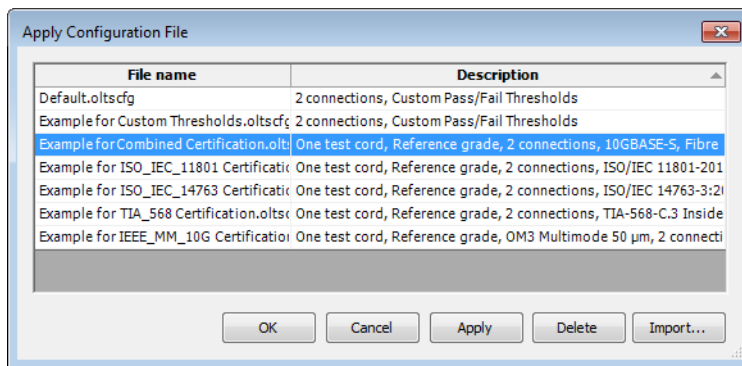 Apply Configuration File
File name Description
Default.oltscfg 2 connections, Custom Pass/Fail Thresholds
Example for Custom Thresholds.oltscfg 2 connections, Custom Pass/Fail Thresholds
Example for Combined Certification.olts One test cord, Reference grade, 2 connections, 10GBASE-S, Fibre
Example for ISO_IEC_11801 Certificatic One test cord, Reference grade, 2 connections, ISO/IEC 11801-201
Example for ISO_IEC_14763 Certificatic One test cord, Reference grade, 2 connections, ISO/IEC 14763-3:20
Example for TIA_568 Certification.oltsc One test cord, Reference grade, 2 connections, TIA-568-C.3 Inside
Example for IEEE_MM_10G Certification One test cord, Reference grade, OM3 Multimode 50 µm, 2 connecti
OK Cancel Apply Delete Import...